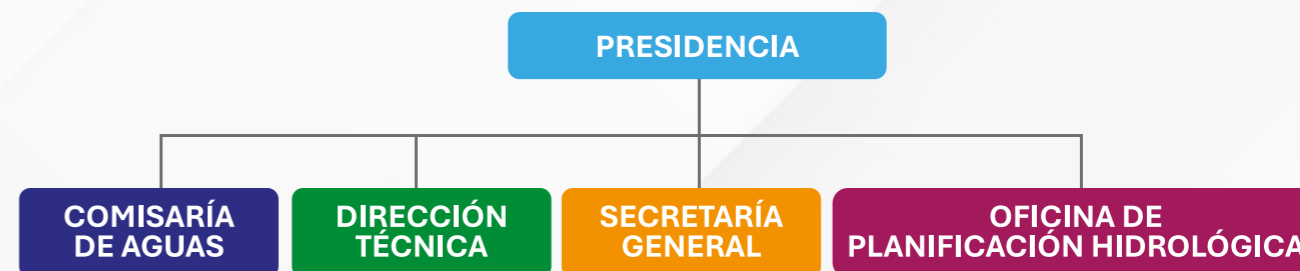 PRESIDENCIA
COMISARÍA
DE AGUAS
DIRECCIÓN
TÉCNICA
SECRETARÍA
GENERAL
OFICINA DE
PLANIFICACIÓN HIDROLÓGICA